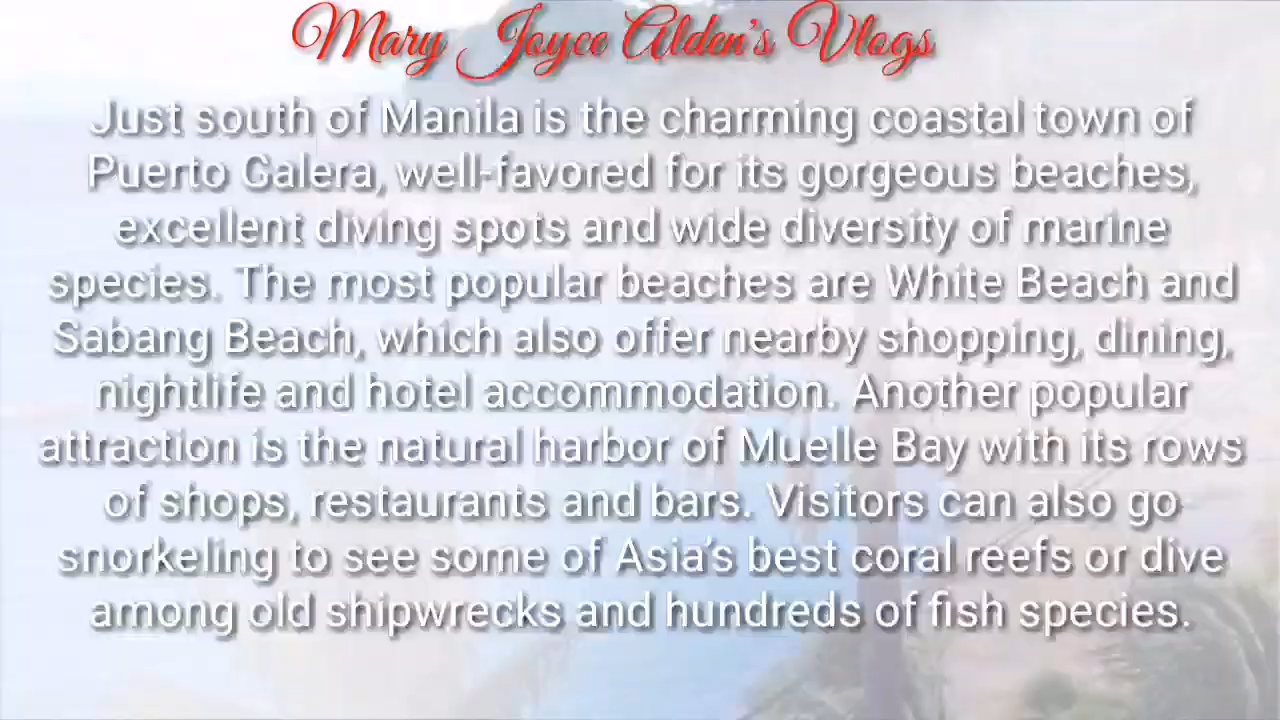 Mary Joyce Alden's Vlogs
Just south of Manila is the charming coastal town of
Puerto Galera, well-favored for its gorgeous beaches,
excellent diving spots and wide diversity of marine
species. The most popular beaches are White Beach and
Sabang Beach, which also offer nearby shopping, dining,
nightlife and hotel accommodation. Another popular
attraction is the natural harbor of Muelle Bay with its rows
of shops, restaurants and bars. Visitors can also go
snorkeling to see some of Asia’s best coral reefs or dive
among old shipwrecks and hundreds of fish species.